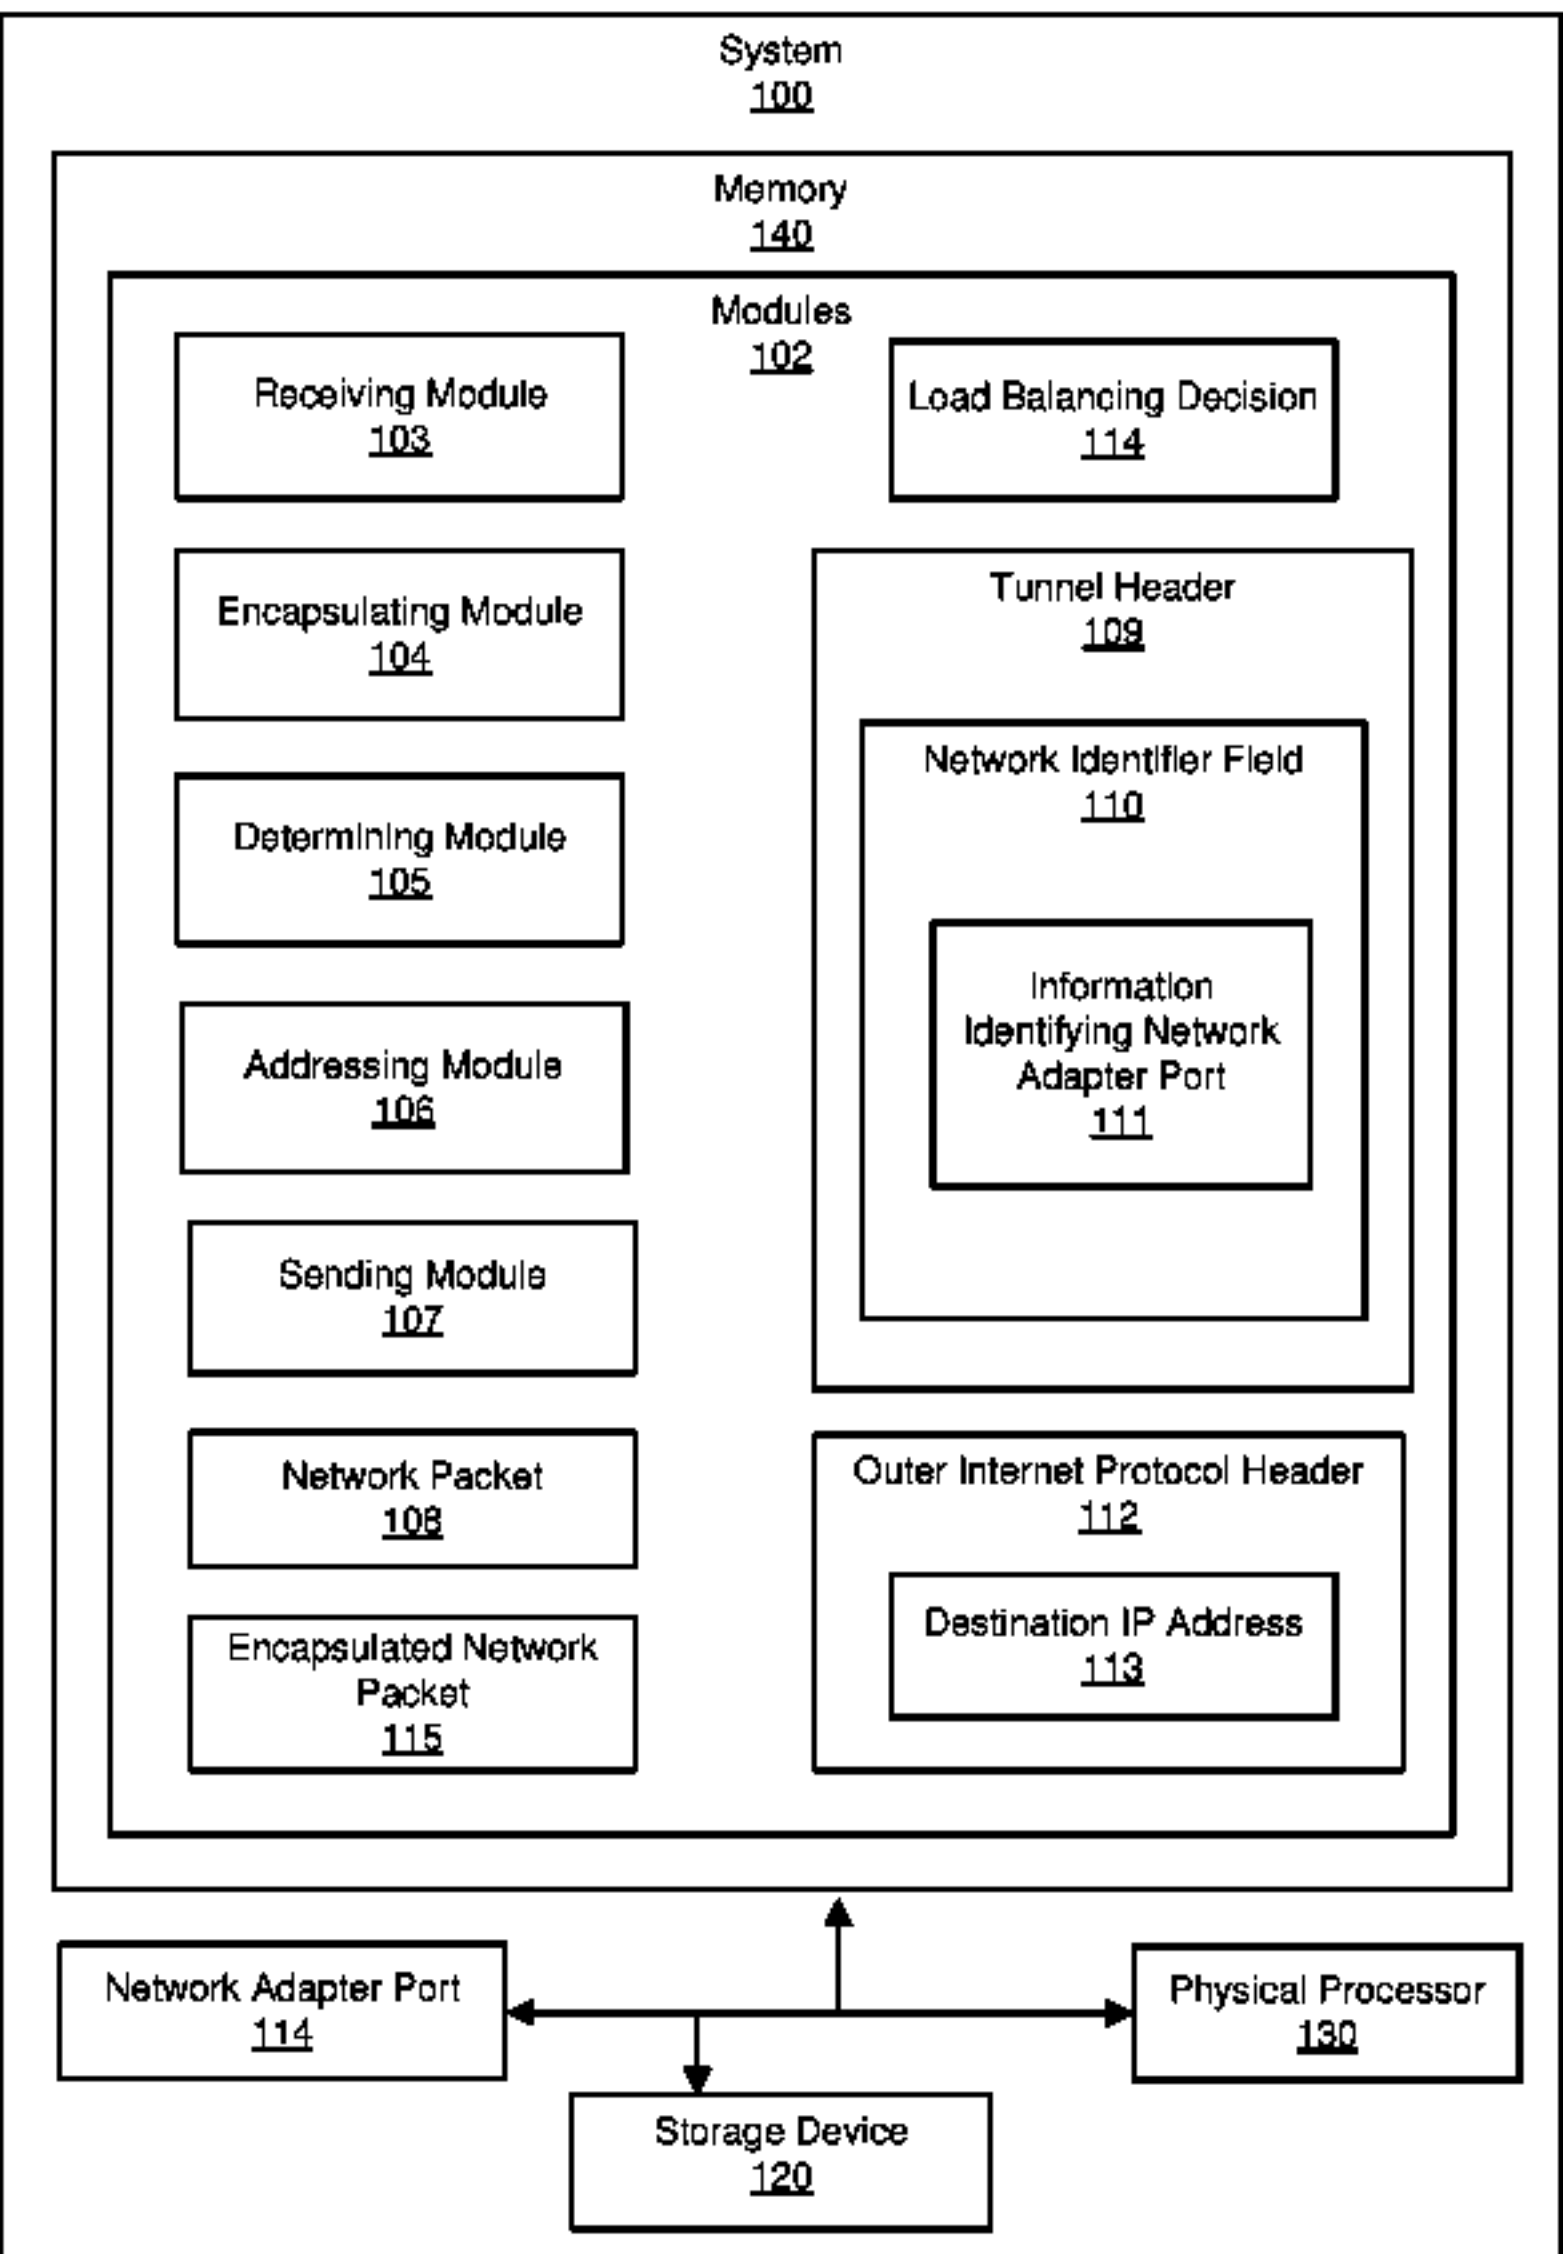 System
100
Memory
140
Modules
102
Receiving Module
103
Encapsulating Module
104
Determining Module
105
Addressing Module
106
Sending Module
107
Network Packet
108
Encapsulated Network
Packet
115
Load Balancing Decision
114
Tunnel Header
109
Network Identifier Field
110
Information
Identifying Network
Adapter Port
111
Outer Internet Protocol Header
112
Destination IP Address
113
Network Adapter Port
114
Physical Processor
130
Storage Device
120